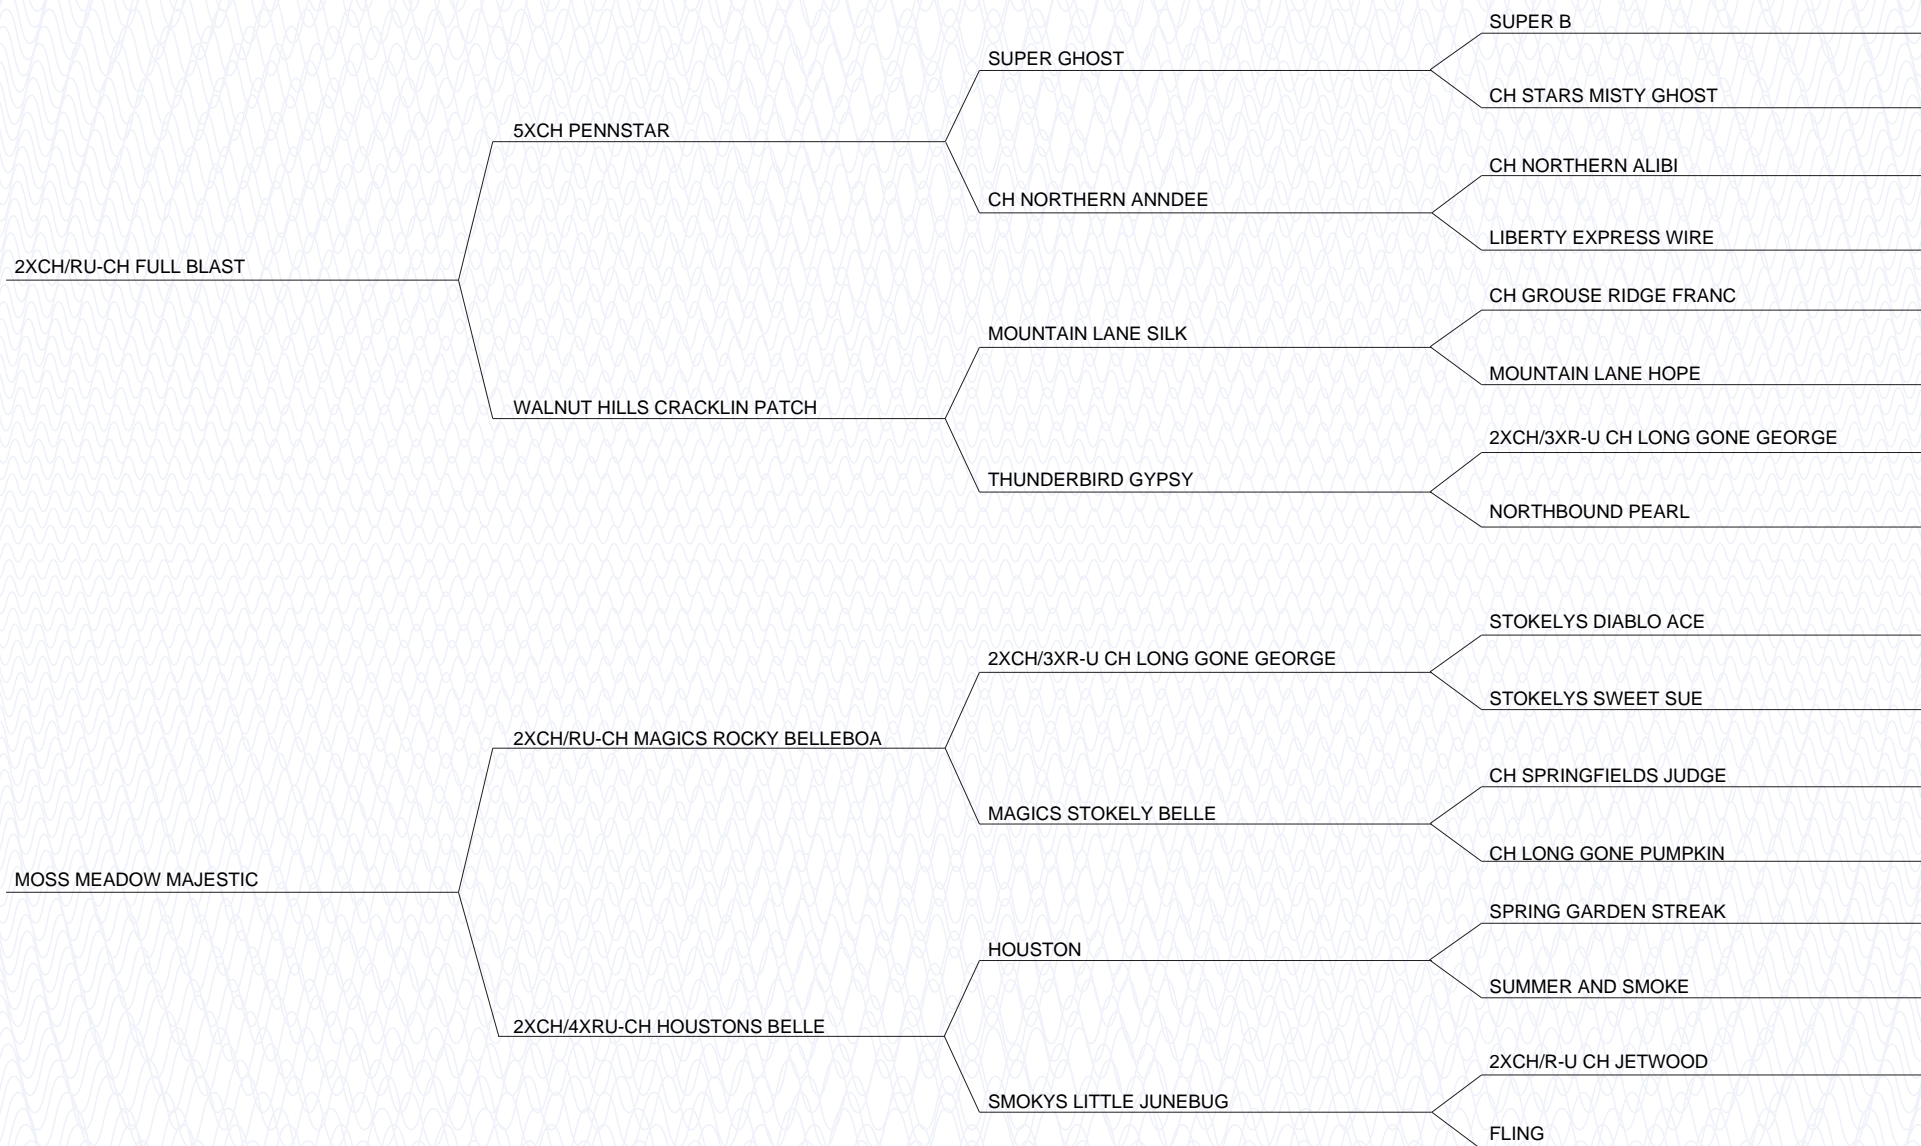 2XCH/RU-CH FULL BLAST
5XCH PENNSTAR
SUPER GHOST
SUPER B
CH STARS MISTY GHOST
CH NORTHERN ANNDEE
CH NORTHERN ALIBI
LIBERTY EXPRESS WIRE
WALNUT HILLS CRACKLIN PATCH
MOUNTAIN LANE SILK
CH GROUSE RIDGE FRANC
MOUNTAIN LANE HOPE
THUNDERBIRD GYPSY
2XCH/3XR-U CH LONG GONE GEORGE
NORTHBOUND PEARL
MOSS MEADOW MAJESTIC
2XCH/RU-CH MAGICS ROCKY BELLEBOA
2XCH/3XR-U CH LONG GONE GEORGE
STOKELYS DIABLO ACE
STOKELYS SWEET SUE
MAGICS STOKELY BELLE
CH SPRINGFIELDS JUDGE
CH LONG GONE PUMPKIN
2XCH/4XRU-CH HOUSTONS BELLE
HOUSTON
SPRING GARDEN STREAK
SUMMER AND SMOKE
SMOKYS LITTLE JUNEBUG
2XCH/R-U CH JETWOOD
FLING